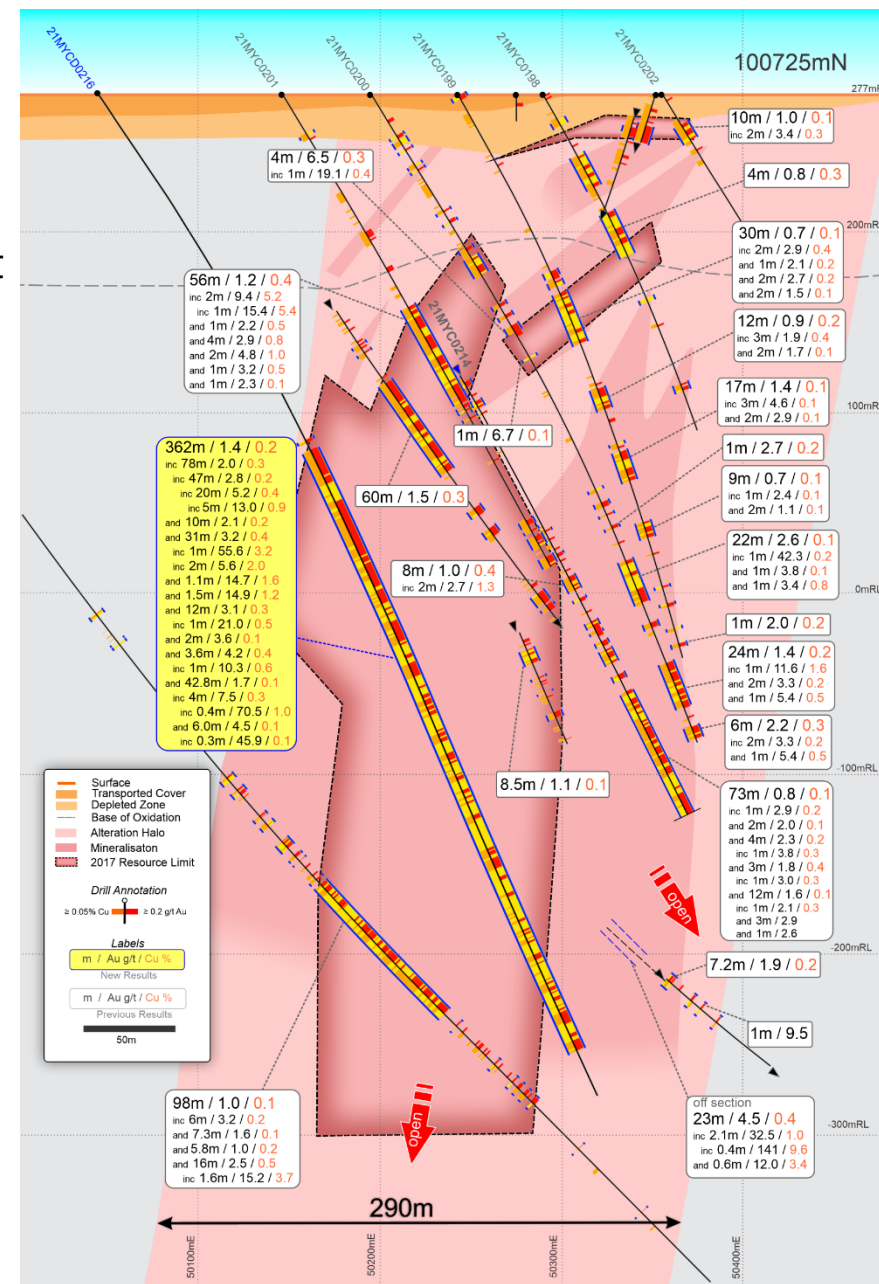 21MYCD0216
21MYC0201
21MYC0200
21MYC0199
21MYC0198
21MYC0202
100725mN
277mR
10m / 1.0 / 0.1
inc 2m / 3.4 / 0.3
4m / 6.5 / 0.3
inc 1m / 19.1 / 0.4
4m / 0.8 / 0.3
200mRL
30m / 0.7 / 0.1
inc 2m / 2.9 / 0.4
and 1m / 2.1 / 0.2
and 2m / 2.7 / 0.2
and 2m / 1.5 / 0.1
56m / 1.2 / 0.4
inc 2m / 9.4 / 5.2
inc 1m / 15.4 / 5.4
and 1m / 2.2 / 0.5
and 4m / 2.9 / 0.8
and 2m / 4.8 / 1.0
and 1m / 3.2 / 0.5
and 1m / 2.3 / 0.1
21MYC0214
12m / 0.9 / 0.2
inc 3m / 1.9 / 0.4
and 2m / 1.7 / 0.1
17m / 1.4 / 0.1
inc 3m / 4.6 / 0.1
and 2m / 2.9 / 0.1
100mRL
1m / 6.7 / 0.1
1m / 2.7 / 0.2
362m / 1.4 / 0.2
inc 78m / 2.0 / 0.3
inc 47m / 2.8 / 0.2
inc 20m / 5.2 / 0.4
inc 5m / 13.0 / 0.9
and 10m / 2.1 / 0.2
and 31m / 3.2 / 0.4
inc 1m / 55.6 / 3.2
inc 2m / 5.6 / 2.0
and 1.1m / 14.7 / 1.6
and 1.5m / 14.9 / 1.2
and 12m / 3.1 / 0.3
inc 1m / 21.0 / 0.5
and 2m / 3.6 / 0.1
and 3.6m / 4.2 / 0.4
inc 1m / 10.3 / 0.6
and 42.8m / 1.7 / 0.1
inc 4m / 7.5 / 0.3
inc 0.4m / 70.5 / 1.0
and 6.0m / 4.5 / 0.1
inc 0.3m / 45.9 / 0.1
60m / 1.5 / 0.3
9m / 0.7 / 0.1
inc 1m / 2.4 / 0.1
and 2m / 1.1 / 0.1
22m / 2.6 / 0.1
inc 1m / 42.3 / 0.2
and 1m / 3.8 / 0.1
and 1m / 3.4 / 0.8
8m / 1.0 / 0.4
inc 2m / 2.7 / 1.3
0mRL
1m / 2.0 / 0.2
24m / 1.4 / 0.2
inc 1m / 11.6 / 1.6
and 2m / 3.3 / 0.2
and 1m / 5.4 / 0.5
6m / 2.2 / 0.3
inc 2m / 3.3 / 0.2
and 1m / 5.4 / 0.5
-100mRL
8.5m / 1.1 / 0.1
73m / 0.8 / 0.1
inc 1m / 2.9 / 0.2
and 2m / 2.0 / 0.1
and 4m / 2.3 / 0.2
inc 1m / 3.8 / 0.3
and 3m / 1.8 / 0.4
inc 1m / 3.0 / 0.3
and 12m / 1.6 / 0.1
inc 1m / 2.1 / 0.3
and 3m / 2.9
and 1m / 2.6
Surface
Transported Cover
Depleted Zone
Base of Oxidation
Alteration Halo
Mineralisaton
2017 Resource Limit
Drill Annotation
≥ 0.05% Cu
≥ 0.2 g/t Au
Labels
m / Au g/t / Cu %
New Results
m / Au g/t / Cu %
Previous Results
50m
open
-200mRL
7.2m / 1.9 / 0.2
1m / 9.5
98m / 1.0 / 0.1
inc 6m / 3.2 / 0.2
and 7.3m / 1.6 / 0.1
and 5.8m / 1.0 / 0.2
and 16m / 2.5 / 0.5
inc 1.6m / 15.2 / 3.7
open
off section
23m / 4.5 / 0.4
inc 2.1m / 32.5 / 1.0
inc 0.4m / 141 / 9.6
and 0.6m / 12.0 / 3.4
-300mRL
290m
50100mE
50200mE
50300mE
50400mE